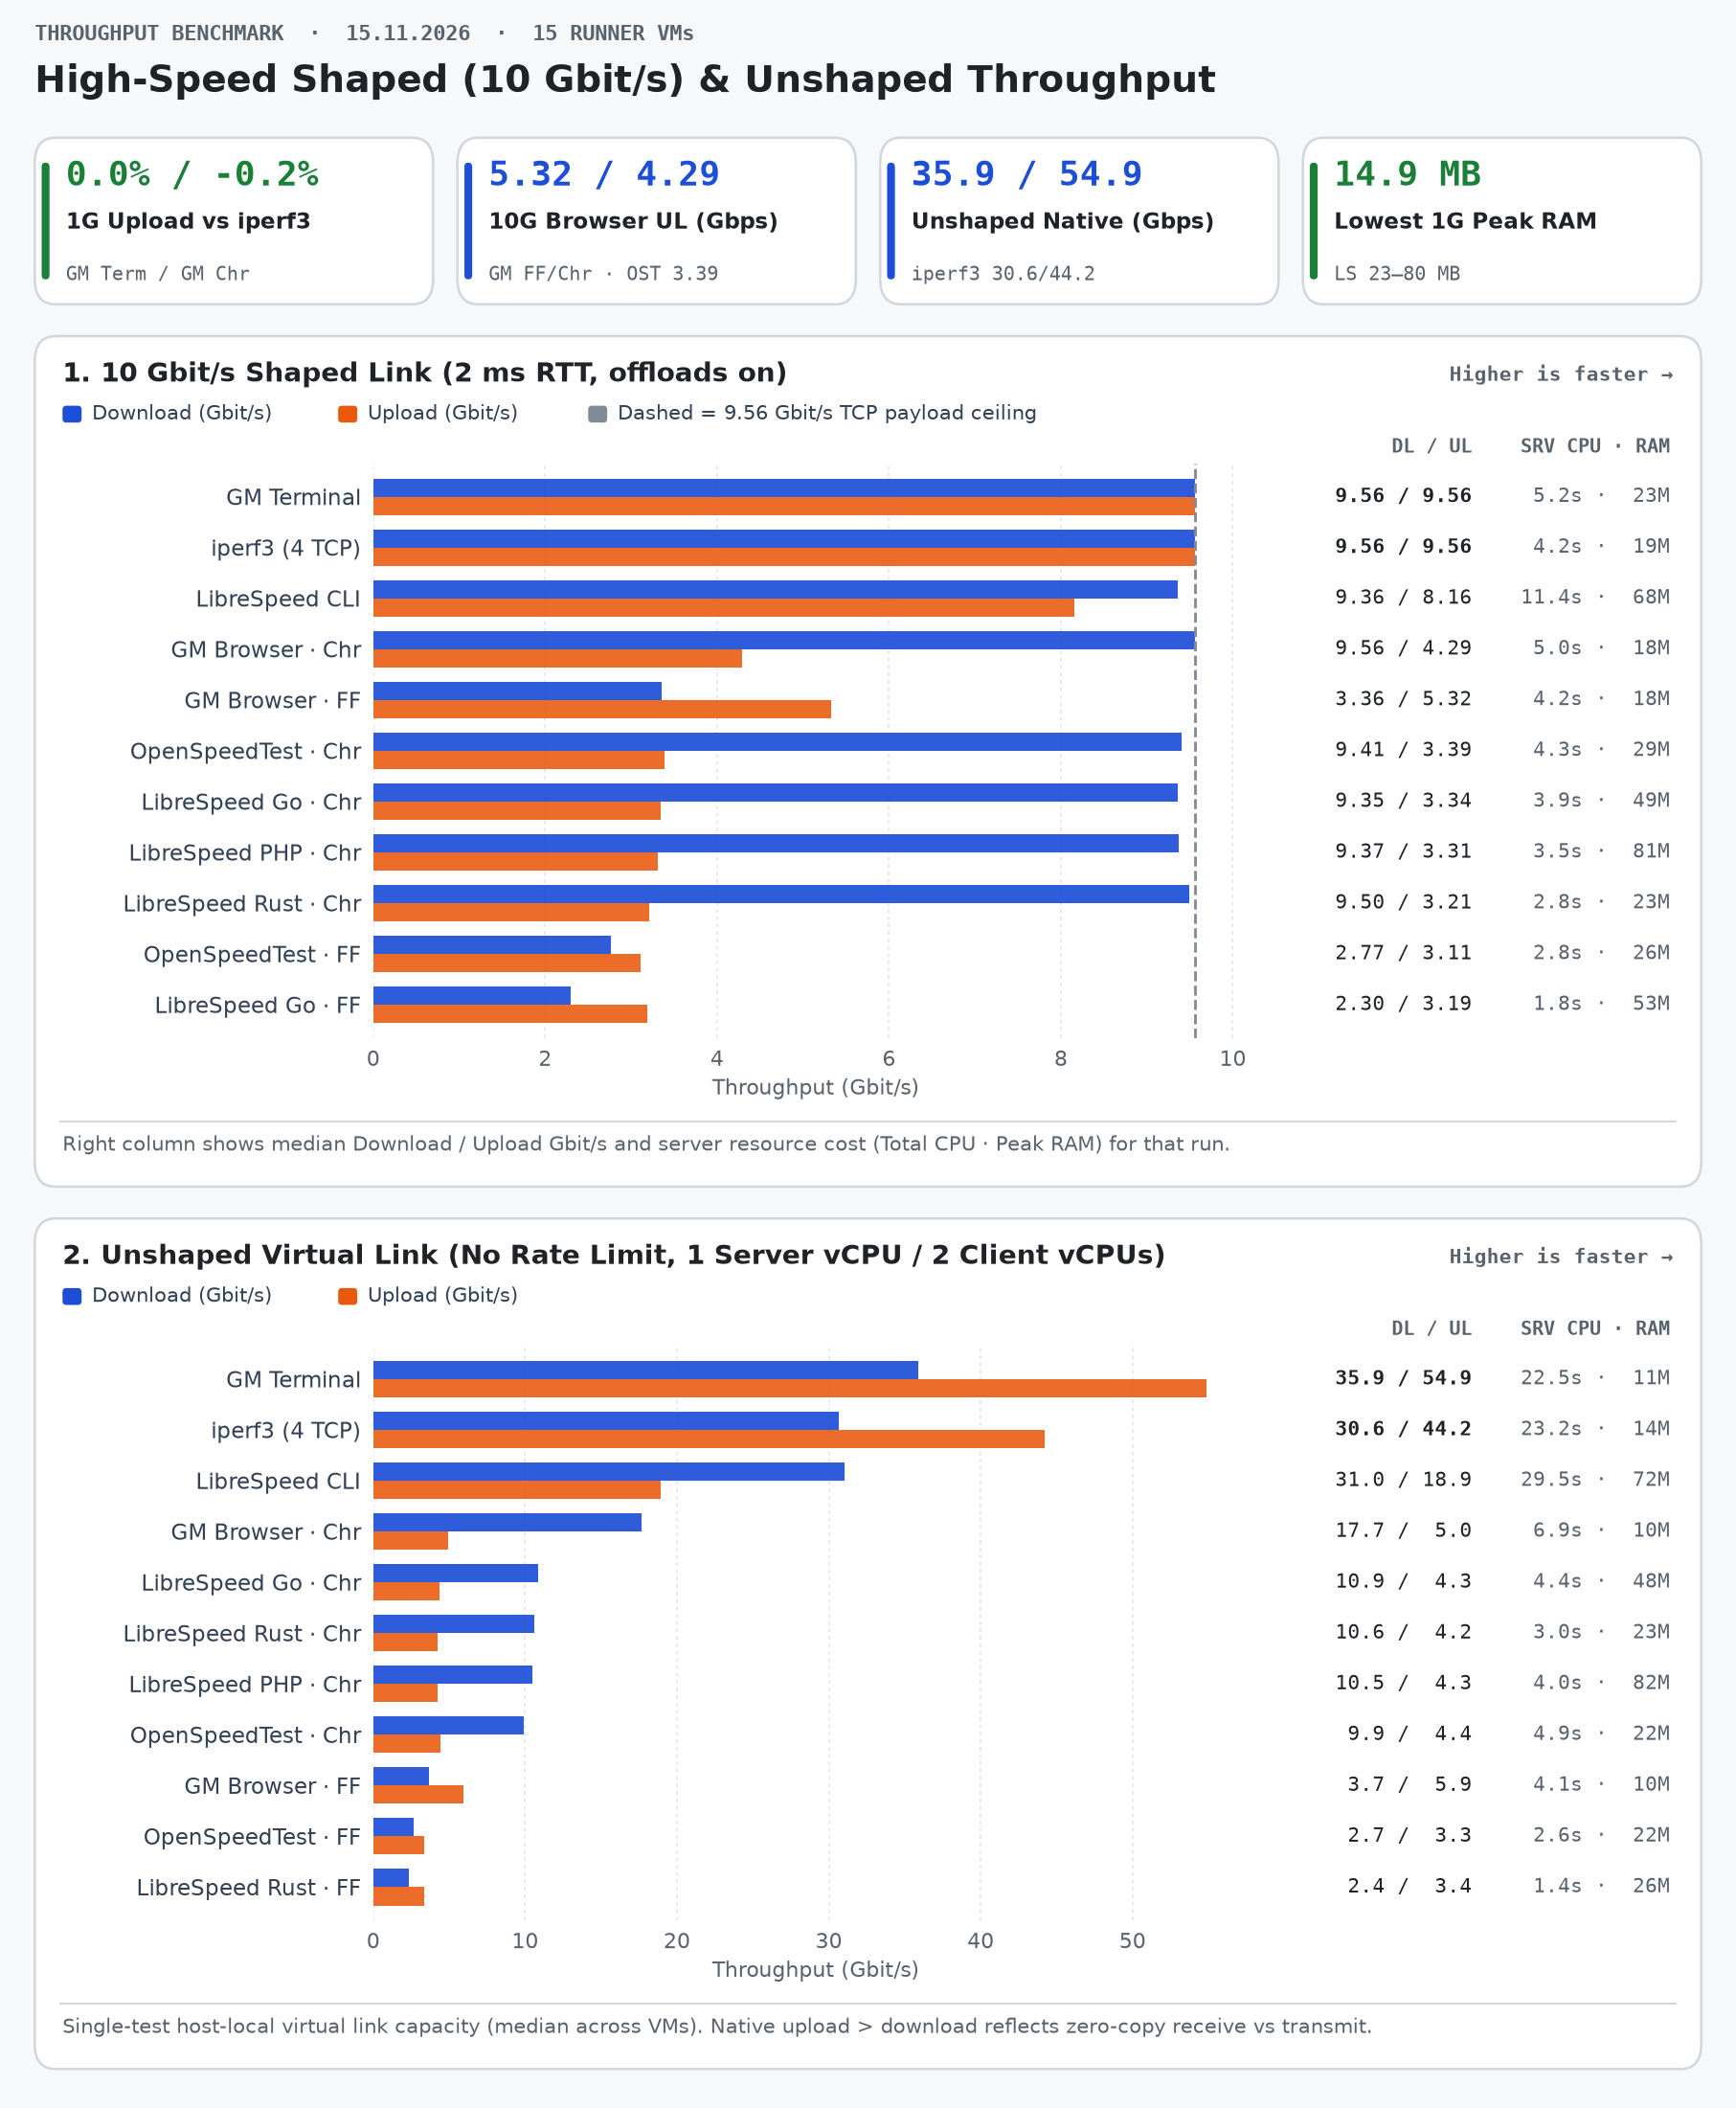 THROUGHPUT BENCHMARK · 15.11.2026 · 15 RUNNER VMs
High-Speed Shaped (10 Gbit/s) & Unshaped Throughput
0.0% / -0.2%
1G Upload vs iperf3
GM Term / GM Chr
5.32 / 4.29
10G Browser UL (Gbps)
GM FF/Chr · OST 3.39
35.9 / 54.9
Unshaped Native (Gbps)
iperf3 30.6/44.2
14.9 MB
Lowest 1G Peak RAM
LS 23–80 MB
1. 10 Gbit/s Shaped Link (2 ms RTT, offloads on)
Higher is faster →
Download (Gbit/s) Upload (Gbit/s) Dashed = 9.56 Gbit/s TCP payload ceiling
DL / UL SRV CPU · RAM
GM Terminal 9.56 / 9.56 5.2s · 23M
iperf3 (4 TCP) 9.56 / 9.56 4.2s · 19M
LibreSpeed CLI 9.36 / 8.16 11.4s · 68M
GM Browser · Chr 9.56 / 4.29 5.0s · 18M
GM Browser · FF 3.36 / 5.32 4.2s · 18M
OpenSpeedTest · Chr 9.41 / 3.39 4.3s · 29M
LibreSpeed Go · Chr 9.35 / 3.34 3.9s · 49M
LibreSpeed PHP · Chr 9.37 / 3.31 3.5s · 81M
LibreSpeed Rust · Chr 9.50 / 3.21 2.8s · 23M
OpenSpeedTest · FF 2.77 / 3.11 2.8s · 26M
LibreSpeed Go · FF 2.30 / 3.19 1.8s · 53M
0 2 4 6 8 10
Throughput (Gbit/s)
Right column shows median Download / Upload Gbit/s and server resource cost (Total CPU · Peak RAM) for that run.
2. Unshaped Virtual Link (No Rate Limit, 1 Server vCPU / 2 Client vCPUs)
Higher is faster →
Download (Gbit/s) Upload (Gbit/s)
DL / UL SRV CPU · RAM
GM Terminal 35.9 / 54.9 22.5s · 11M
iperf3 (4 TCP) 30.6 / 44.2 23.2s · 14M
LibreSpeed CLI 31.0 / 18.9 29.5s · 72M
GM Browser · Chr 17.7 / 5.0 6.9s · 10M
LibreSpeed Go · Chr 10.9 / 4.3 4.4s · 48M
LibreSpeed Rust · Chr 10.6 / 4.2 3.0s · 23M
LibreSpeed PHP · Chr 10.5 / 4.3 4.0s · 82M
OpenSpeedTest · Chr 9.9 / 4.4 4.9s · 22M
GM Browser · FF 3.7 / 5.9 4.1s · 10M
OpenSpeedTest · FF 2.7 / 3.3 2.6s · 22M
LibreSpeed Rust · FF 2.4 / 3.4 1.4s · 26M
0 10 20 30 40 50
Throughput (Gbit/s)
Single-test host-local virtual link capacity (median across VMs). Native upload > download reflects zero-copy receive vs transmit.